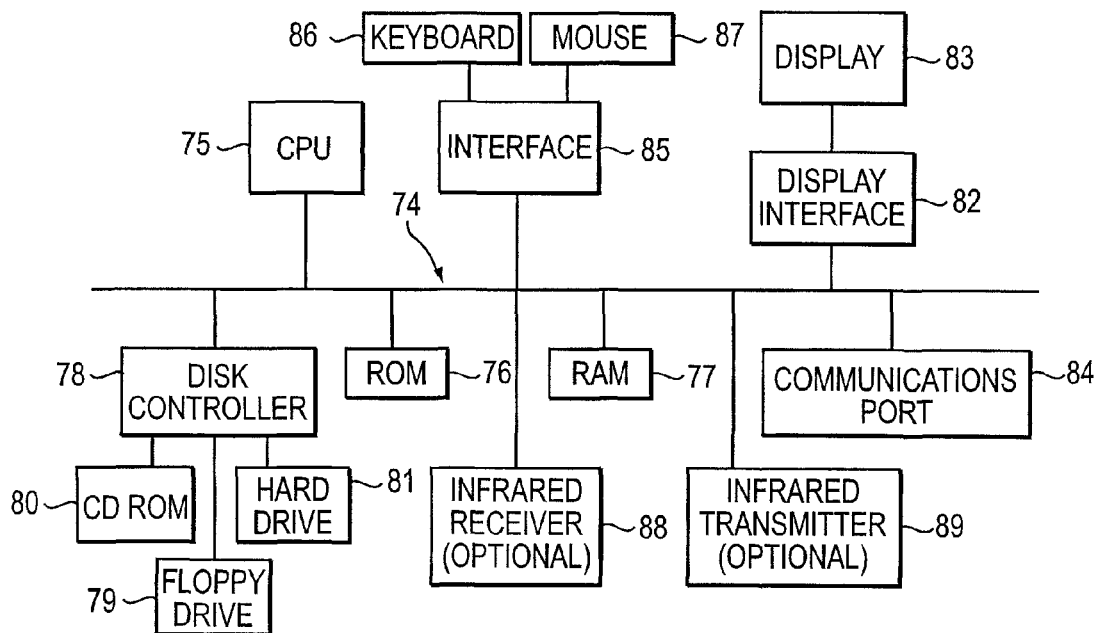 86
KEYBOARD
MOUSE
87
DISPLAY
83
75
CPU
INTERFACE
85
DISPLAY
INTERFACE
82
74
78
DISK
CONTROLLER
ROM
76
RAM
77
COMMUNICATIONS
PORT
84
80
CD ROM
HARD
DRIVE
81
INFRARED
RECEIVER
(OPTIONAL)
88
INFRARED
TRANSMITTER
(OPTIONAL)
89
79
FLOPPY
DRIVE